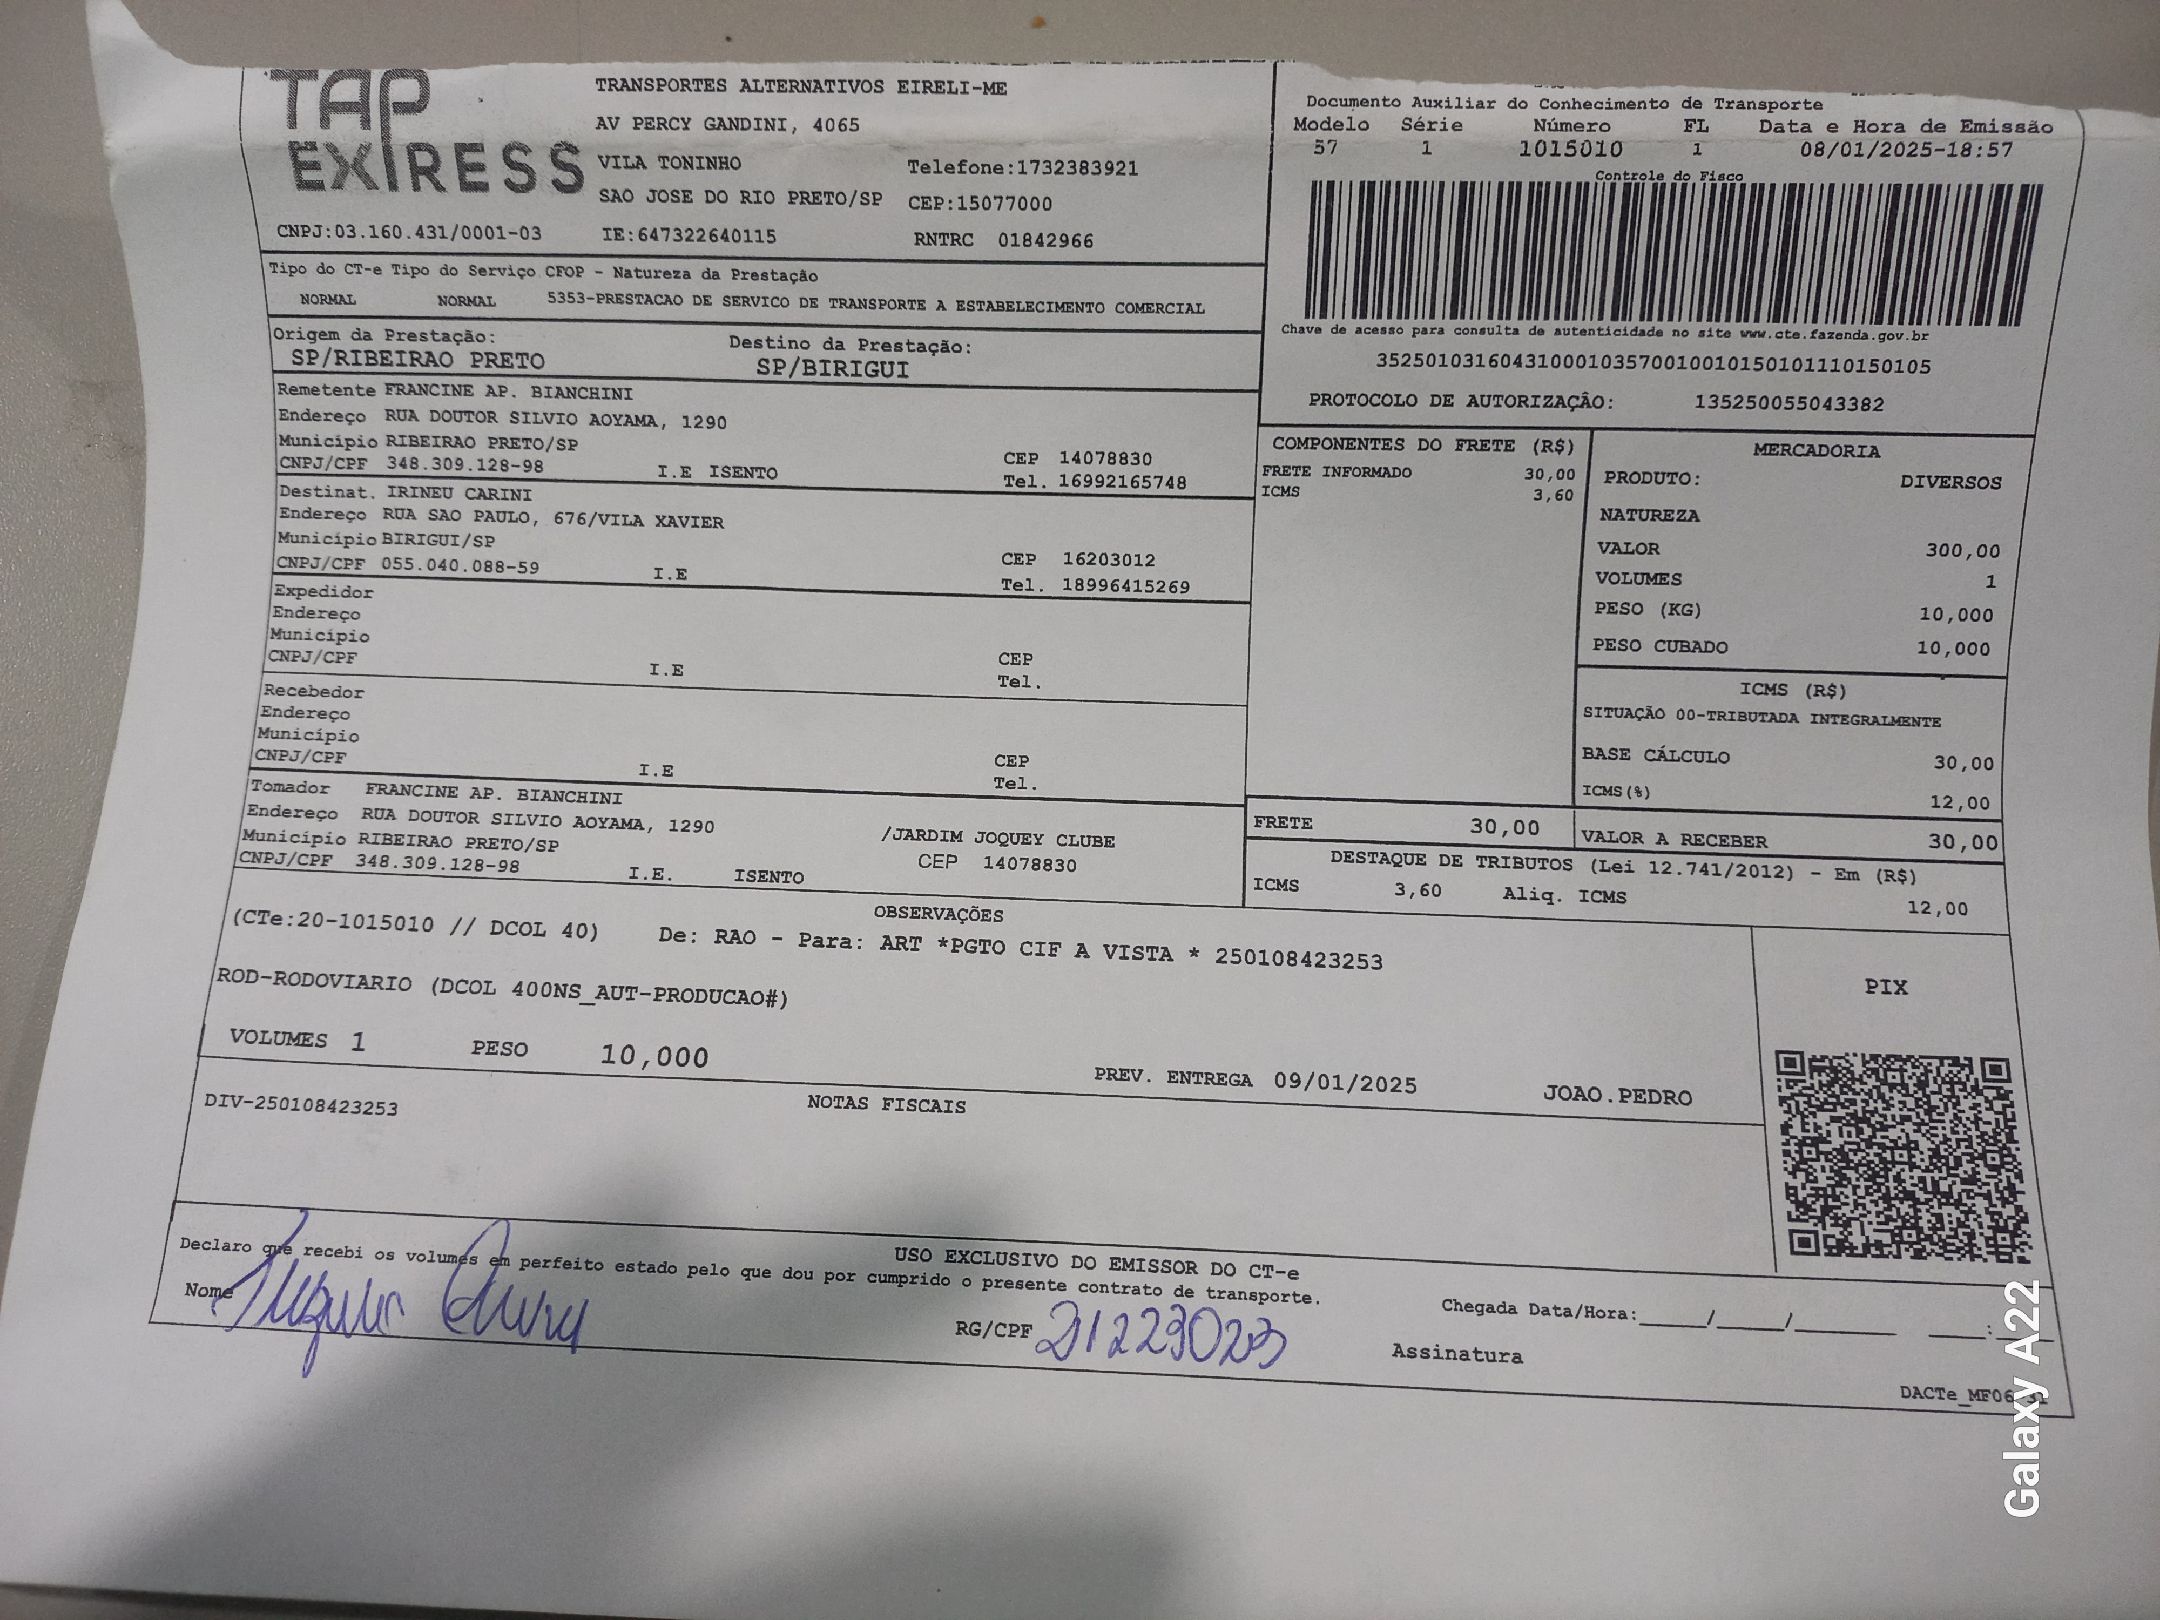 TAP EXPRESS
TRANSPORTES ALTERNATIVOS EIRELI-ME
AV PERCY GANDINI, 4065
VILA TONINHO Telefone:1732383921
SAO JOSE DO RIO PRETO/SP CEP:15077000
CNPJ:03.160.431/0001-03 IE:647322640115 RNTRC 01842966
Documento Auxiliar do Conhecimento de Transporte
Modelo Série Número FL Data e Hora de Emissão
57 1 1015010 1 08/01/2025-18:57
Controle do Fisco
Chave de acesso para consulta de autenticidade no site www.cte.fazenda.gov.br
35250103160431000103570010010150101110150105
PROTOCOLO DE AUTORIZAÇÃO: 135250055043382
Tipo do CT-e Tipo do Serviço CFOP - Natureza da Prestação
NORMAL NORMAL 5353-PRESTACAO DE SERVICO DE TRANSPORTE A ESTABELECIMENTO COMERCIAL
Origem da Prestação: Destino da Prestação:
SP/RIBEIRAO PRETO SP/BIRIGUI
Remetente FRANCINE AP. BIANCHINI
Endereço RUA DOUTOR SILVIO AOYAMA, 1290
Município RIBEIRAO PRETO/SP CEP 14078830
CNPJ/CPF 348.309.128-98 I.E ISENTO Tel. 16992165748
Destinat. IRINEU CARINI
Endereço RUA SAO PAULO, 676/VILA XAVIER
Município BIRIGUI/SP CEP 16203012
CNPJ/CPF 055.040.088-59 I.E Tel. 18996415269
Expedidor
Endereço
Município CEP
CNPJ/CPF I.E Tel.
Recebedor
Endereço
Município CEP
CNPJ/CPF I.E Tel.
Tomador FRANCINE AP. BIANCHINI
Endereço RUA DOUTOR SILVIO AOYAMA, 1290 /JARDIM JOQUEY CLUBE
Município RIBEIRAO PRETO/SP CEP 14078830
CNPJ/CPF 348.309.128-98 I.E. ISENTO
COMPONENTES DO FRETE (R$)
FRETE INFORMADO 30,00
ICMS 3,60
MERCADORIA
PRODUTO: DIVERSOS
NATUREZA
VALOR 300,00
VOLUMES 1
PESO (KG) 10,000
PESO CUBADO 10,000
ICMS (R$)
SITUAÇÃO 00-TRIBUTADA INTEGRALMENTE
BASE CÁLCULO 30,00
ICMS(%) 12,00
FRETE 30,00 VALOR A RECEBER 30,00
DESTAQUE DE TRIBUTOS (Lei 12.741/2012) - Em (R$)
ICMS 3,60 Aliq. ICMS 12,00
OBSERVAÇÕES
(CTe:20-1015010 // DCOL 40) De: RAO - Para: ART *PGTO CIF A VISTA * 250108423253
ROD-RODOVIARIO (DCOL 400NS_AUT-PRODUCAO#)
VOLUMES 1 PESO 10,000 PREV. ENTREGA 09/01/2025 JOAO.PEDRO
PIX
NOTAS FISCAIS
DIV-250108423253
USO EXCLUSIVO DO EMISSOR DO CT-e
Declaro que recebi os volumes em perfeito estado pelo que dou por cumprido o presente contrato de transporte.
Nome RG/CPF 21223023 Chegada Data/Hora:_____/_____/_______ ____:____
Assinatura
DACTe_MF06
Galaxy A22